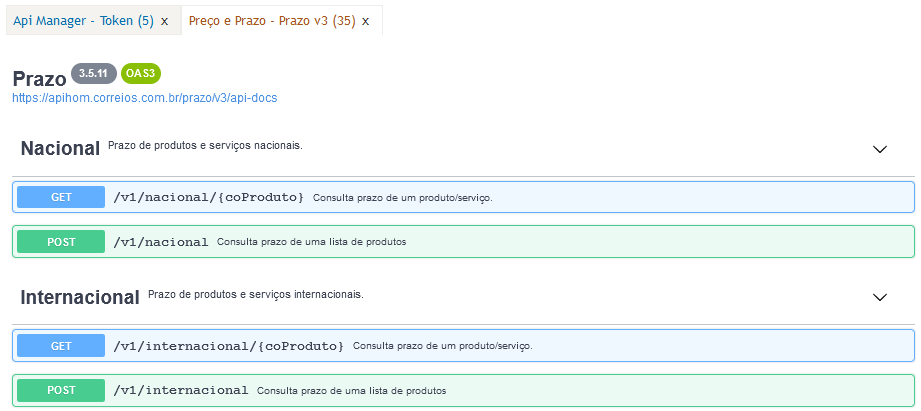 Api Manager - Token (5) x Preço e Prazo - Prazo v3 (35) x
Prazo 3.5.11 OAS3
https://apihom.correios.com.br/prazo/v3/api-docs
Nacional Prazo de produtos e serviços nacionais.
GET /v1/nacional/{coProduto} Consulta prazo de um produto/serviço.
POST /v1/nacional Consulta prazo de uma lista de produtos
Internacional Prazo de produtos e serviços internacionais.
GET /v1/internacional/{coProduto} Consulta prazo de um produto/serviço.
POST /v1/internacional Consulta prazo de uma lista de produtos